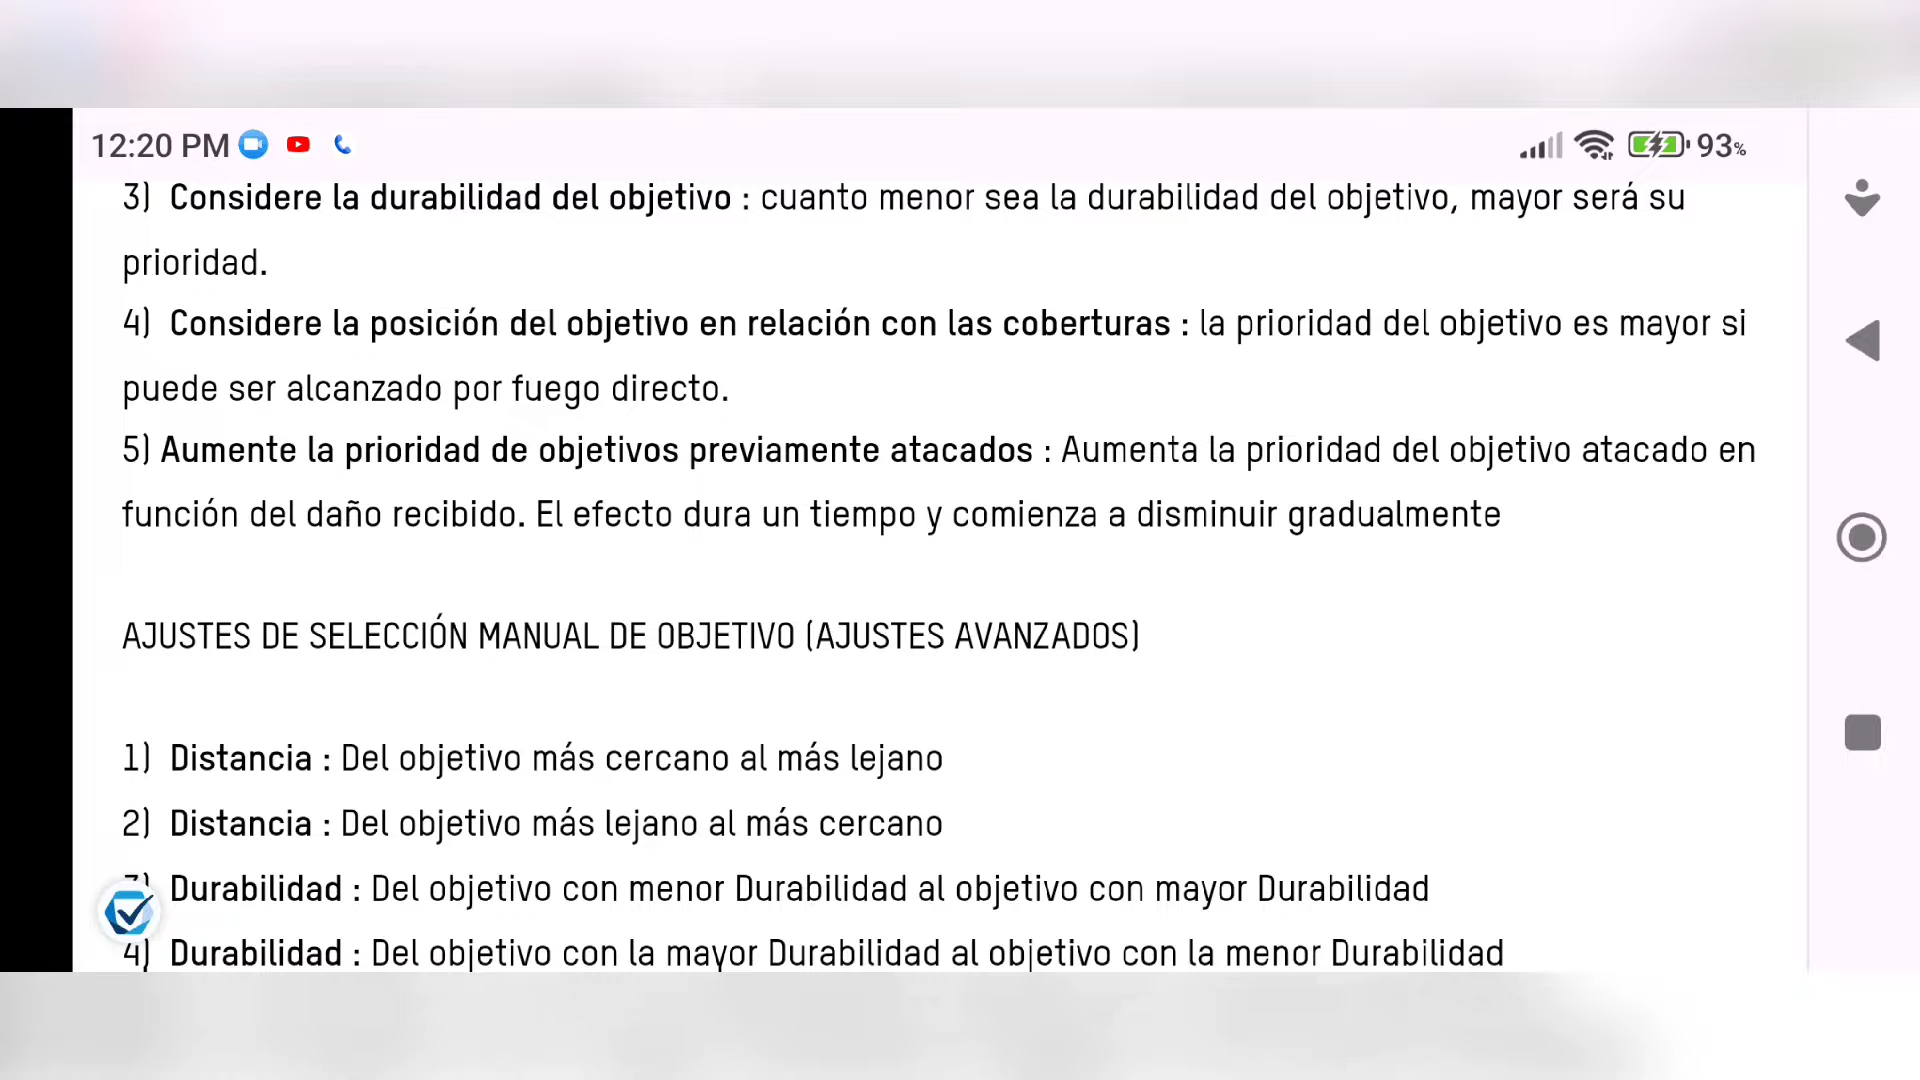 12:20 PM 93%
3) Considere la durabilidad del objetivo : cuanto menor sea la durabilidad del objetivo, mayor será su
prioridad.
4) Considere la posición del objetivo en relación con las coberturas : la prioridad del objetivo es mayor si
puede ser alcanzado por fuego directo.
5) Aumente la prioridad de objetivos previamente atacados : Aumenta la prioridad del objetivo atacado en
función del daño recibido. El efecto dura un tiempo y comienza a disminuir gradualmente
AJUSTES DE SELECCIÓN MANUAL DE OBJETIVO (AJUSTES AVANZADOS)
1) Distancia : Del objetivo más cercano al más lejano
2) Distancia : Del objetivo más lejano al más cercano
3) Durabilidad : Del objetivo con menor Durabilidad al objetivo con mayor Durabilidad
4) Durabilidad : Del objetivo con la mayor Durabilidad al objetivo con la menor Durabilidad